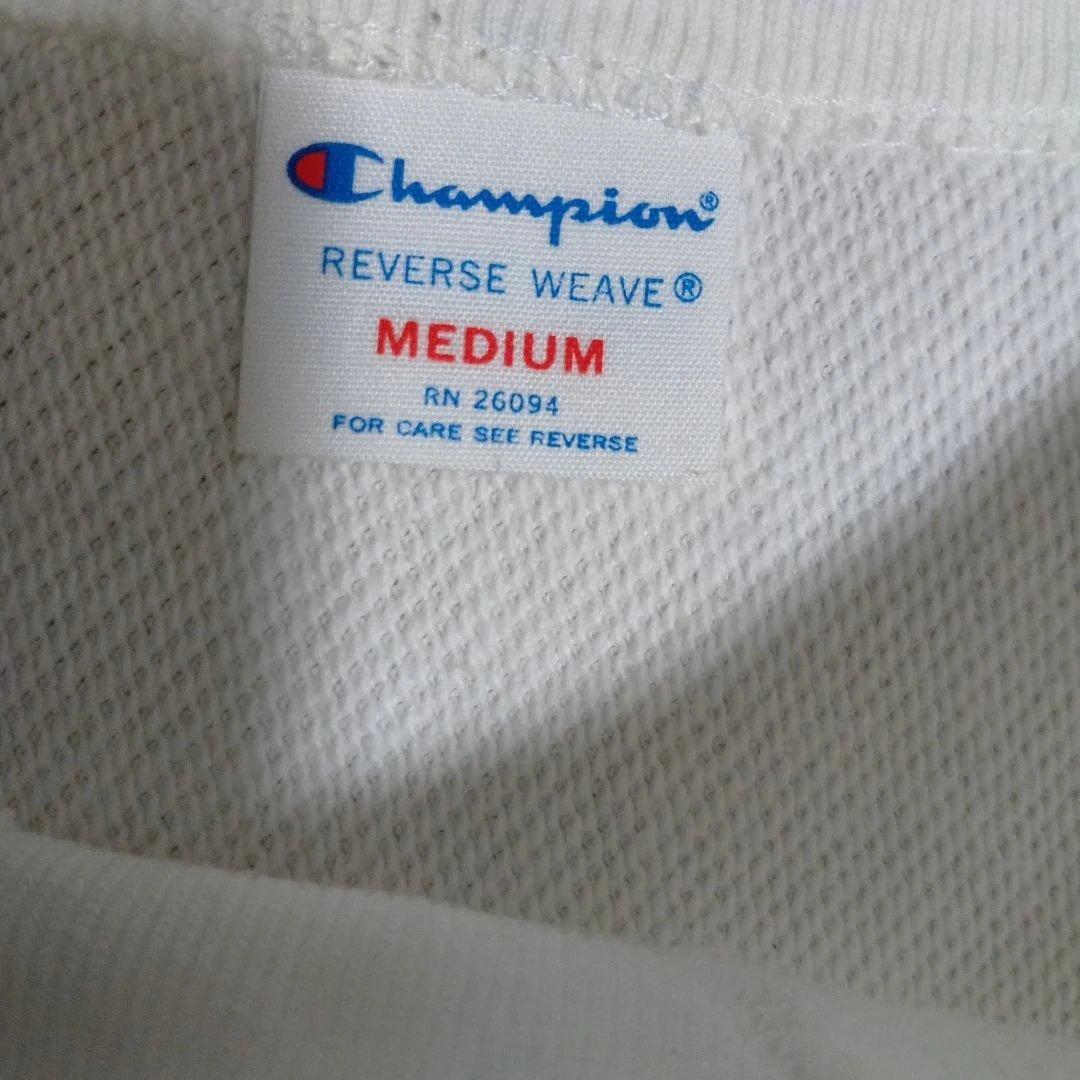 Champion®
REVERSE WEAVE®
MEDIUM
RN 26094
FOR CARE SEE REVERSE